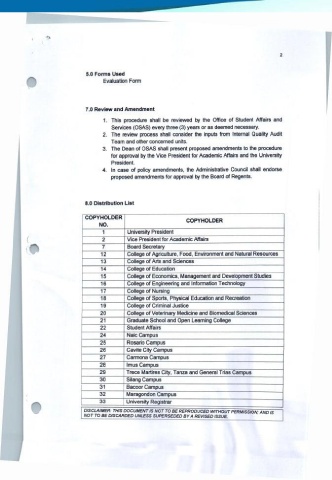 2
5.0 Forms Used
Evaluation Form
7.0 Review and Amendment
1. This procedure shall be reviewed by the Office of Student Affairs and
Services (OSAS) every three (3) years or as deemed necessary.
2. The review process shall consider the inputs from Internal Quality Audit
Team and other concerned units.
3. The Dean of OSAS shall present proposed amendments to the procedure
for approval by the Vice President for Academic Affairs and the University
President.
4. In case of policy amendments, the Administrative Council shall endorse
proposed amendments for approval by the Board of Regents.
8.0 Distribution List
COPYHOLDER NO. COPYHOLDER
1 University President
2 Vice President for Academic Affairs
7 Board Secretary
12 College of Agriculture, Food, Environment and Natural Resources
13 College of Arts and Sciences
14 College of Education
15 College of Economics, Management and Development Studies
16 College of Engineering and Information Technology
17 College of Nursing
18 College of Sports, Physical Education and Recreation
19 College of Criminal Justice
20 College of Veterinary Medicine and Biomedical Sciences
21 Graduate School and Open Learning College
22 Student Affairs
24 Naic Campus
25 Rosario Campus
26 Cavite City Campus
27 Carmona Campus
28 Imus Campus
29 Trece Martires City, Tanza and General Trias Campus
30 Silang Campus
31 Bacoor Campus
32 Maragondon Campus
33 University Registrar
DISCLAIMER: THIS DOCUMENT IS NOT TO BE REPRODUCED WITHOUT PERMISSION, AND IS
NOT TO BE DISCARDED UNLESS SUPERSEDED BY A REVISED ISSUE.